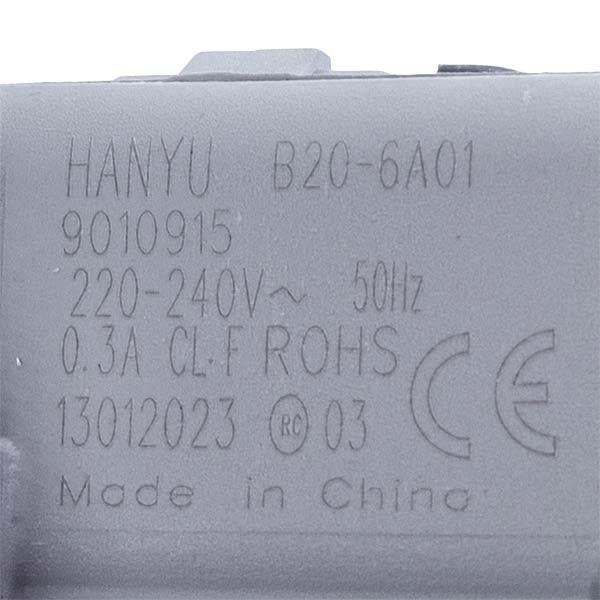 HANYU B20-6A01
9010915
220-240V~ 50Hz
0.3A CL.F ROHS CE
13012023 RC 03
Made in China